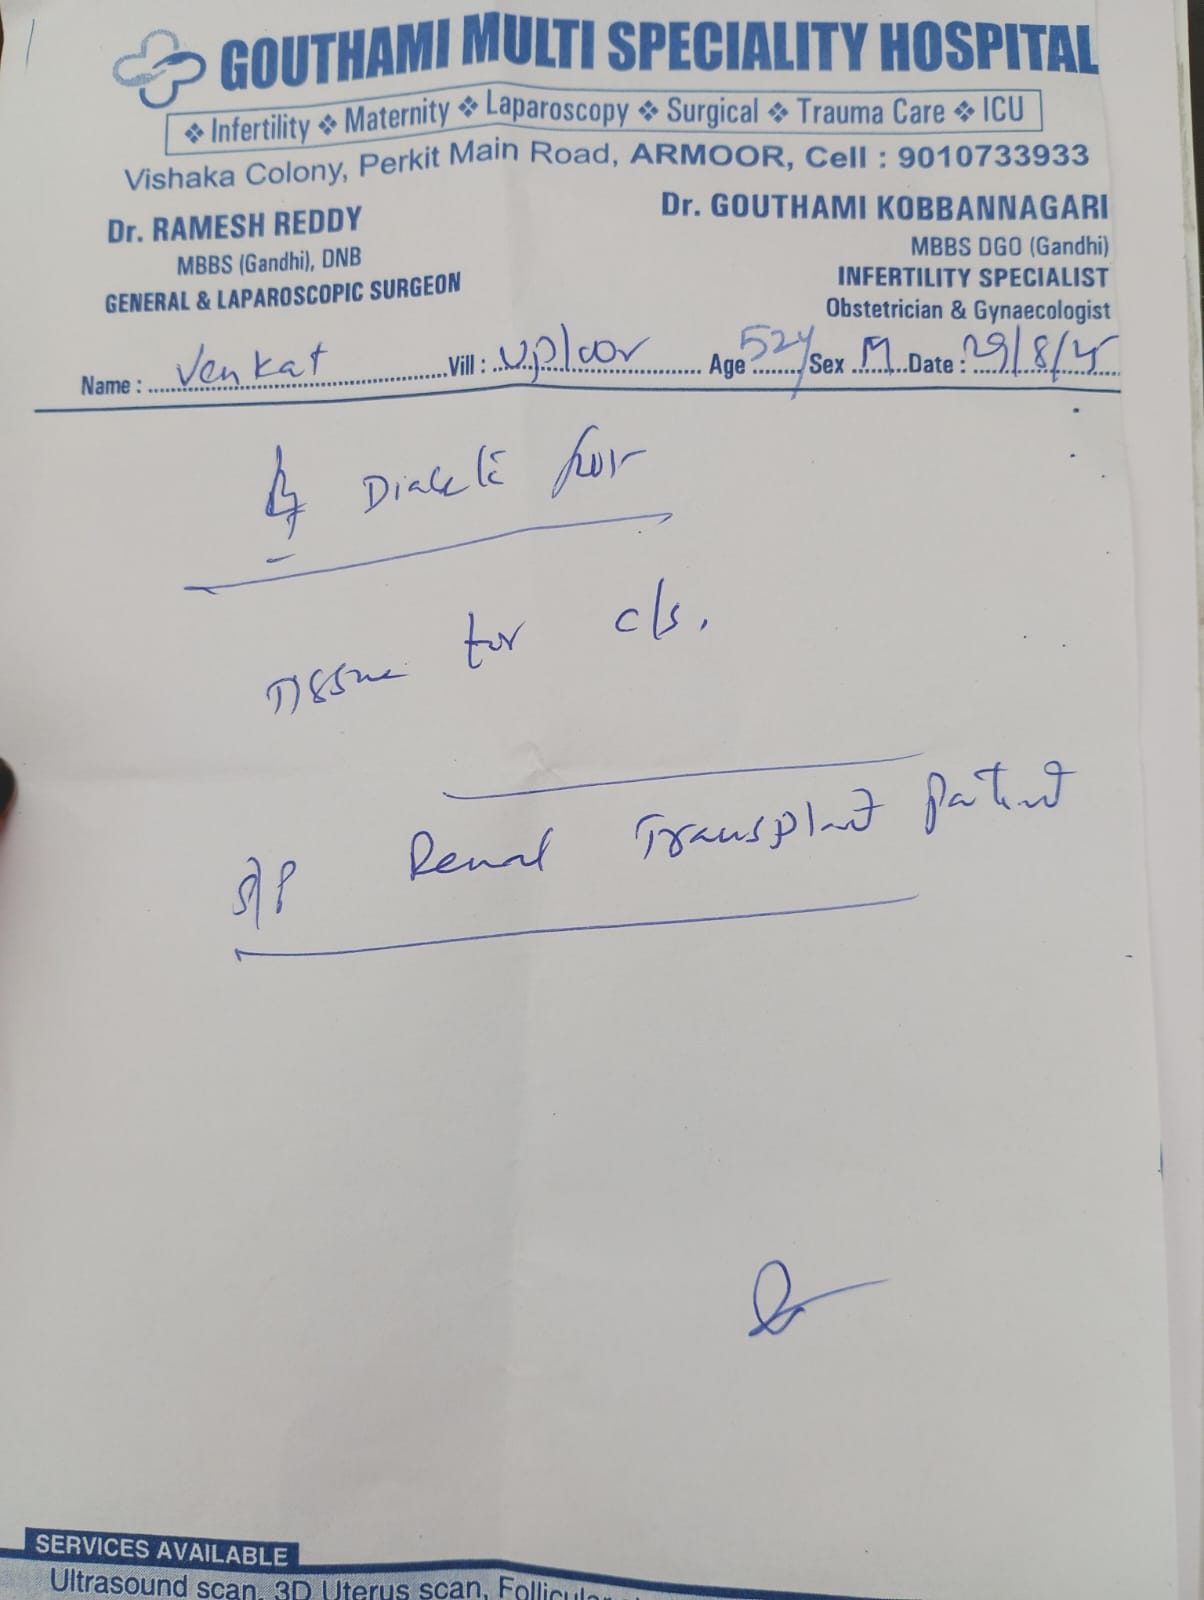 GOUTHAMI MULTI SPECIALITY HOSPITAL
❖ Infertility ❖ Maternity ❖ Laparoscopy ❖ Surgical ❖ Trauma Care ❖ ICU
Vishaka Colony, Perkit Main Road, ARMOOR, Cell : 9010733933
Dr. RAMESH REDDY
MBBS (Gandhi), DNB
GENERAL & LAPAROSCOPIC SURGEON
Dr. GOUTHAMI KOBBANNAGARI
MBBS DGO (Gandhi)
INFERTILITY SPECIALIST
Obstetrician & Gynaecologist
Name : Venkat Vill : Uploor Age 52y Sex M Date : 29/8/25
Tissue for c/s.
S/P Renal Transplant patient
SERVICES AVAILABLE
Ultrasound scan, 3D Uterus scan,